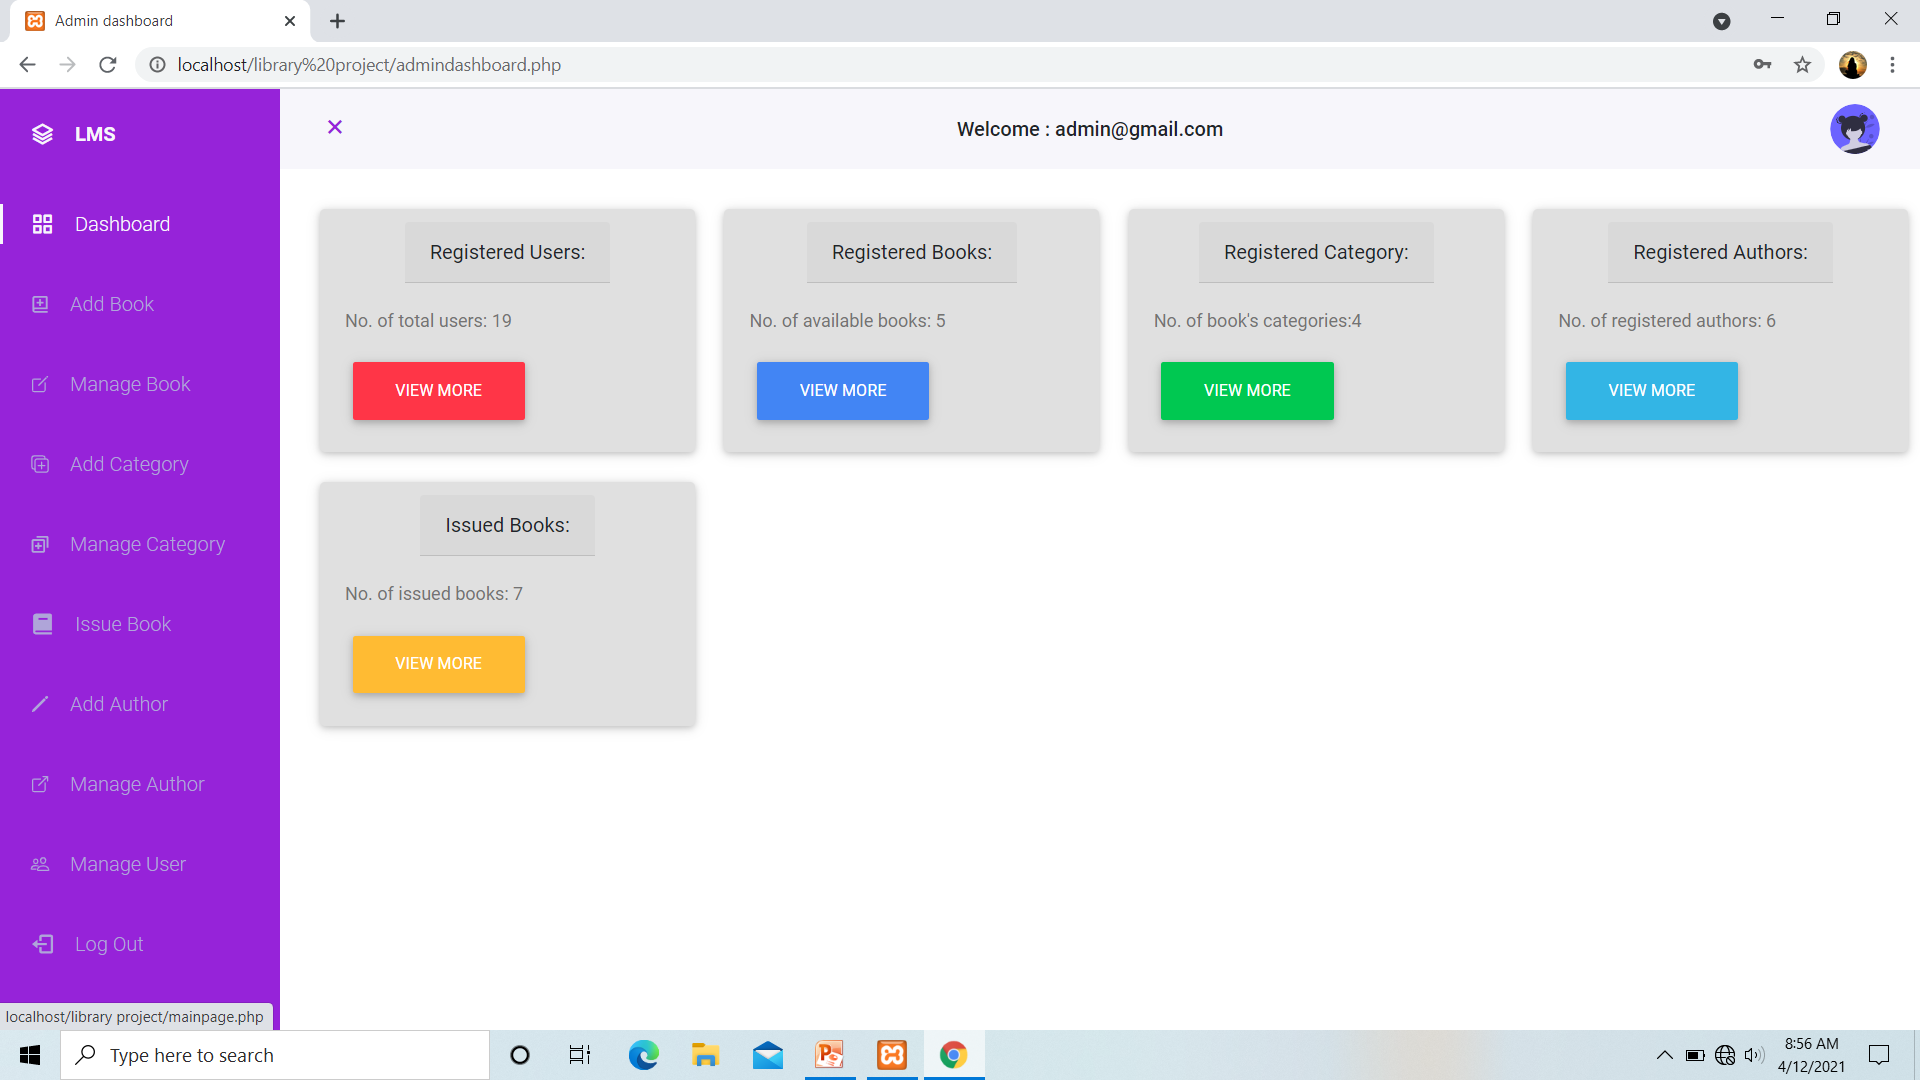 Admin dashboard
localhost/library%20project/admindashboard.php
LMS
Welcome : admin@gmail.com
Dashboard
Add Book
Manage Book
Add Category
Manage Category
Issue Book
Add Author
Manage Author
Manage User
Log Out
Registered Users:
No. of total users: 19
VIEW MORE
Registered Books:
No. of available books: 5
VIEW MORE
Registered Category:
No. of book's categories:4
VIEW MORE
Registered Authors:
No. of registered authors: 6
VIEW MORE
Issued Books:
No. of issued books: 7
VIEW MORE
localhost/library project/mainpage.php
Type here to search
8:56 AM
4/12/2021